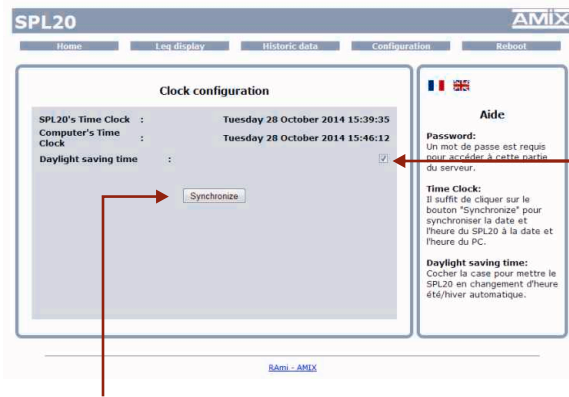 SPL20
AMIX
Home Leq display Historic data Configuration Reboot
Clock configuration
SPL20's Time Clock : Tuesday 28 October 2014 15:39:35
Computer's Time
Clock : Tuesday 28 October 2014 15:46:12
Daylight saving time :
Synchronize
Aide
Password:
Un mot de passe est requis
pour accéder à cette partie
du serveur.
Time Clock:
Il suffit de cliquer sur le
bouton "Synchronize" pour
synchroniser la date et
l'heure du SPL20 à la date et
l'heure du PC.
Daylight saving time:
Cocher la case pour mettre le
SPL20 en changement d'heure
été/hiver automatique.
RAmi - AMIX